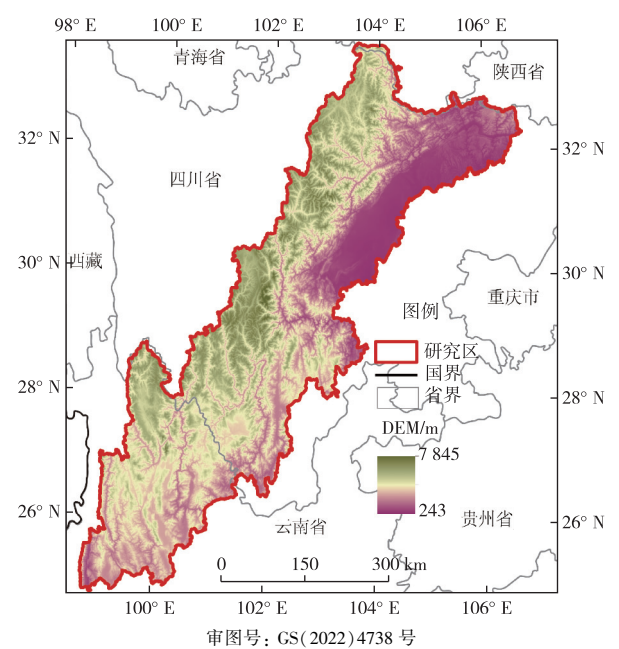 98° E 100° E 102° E 104° E 106° E
青海省
陕西省
32° N
32° N
四川省
30° N
西藏
30° N
重庆市
图例
研究区
国界
省界
28° N
28° N
DEM/m
7 845
243
26° N
26° N
云南省
贵州省
0 150 300 km
100° E 102° E 104° E 106° E
审图号: GS(2022)4738 号